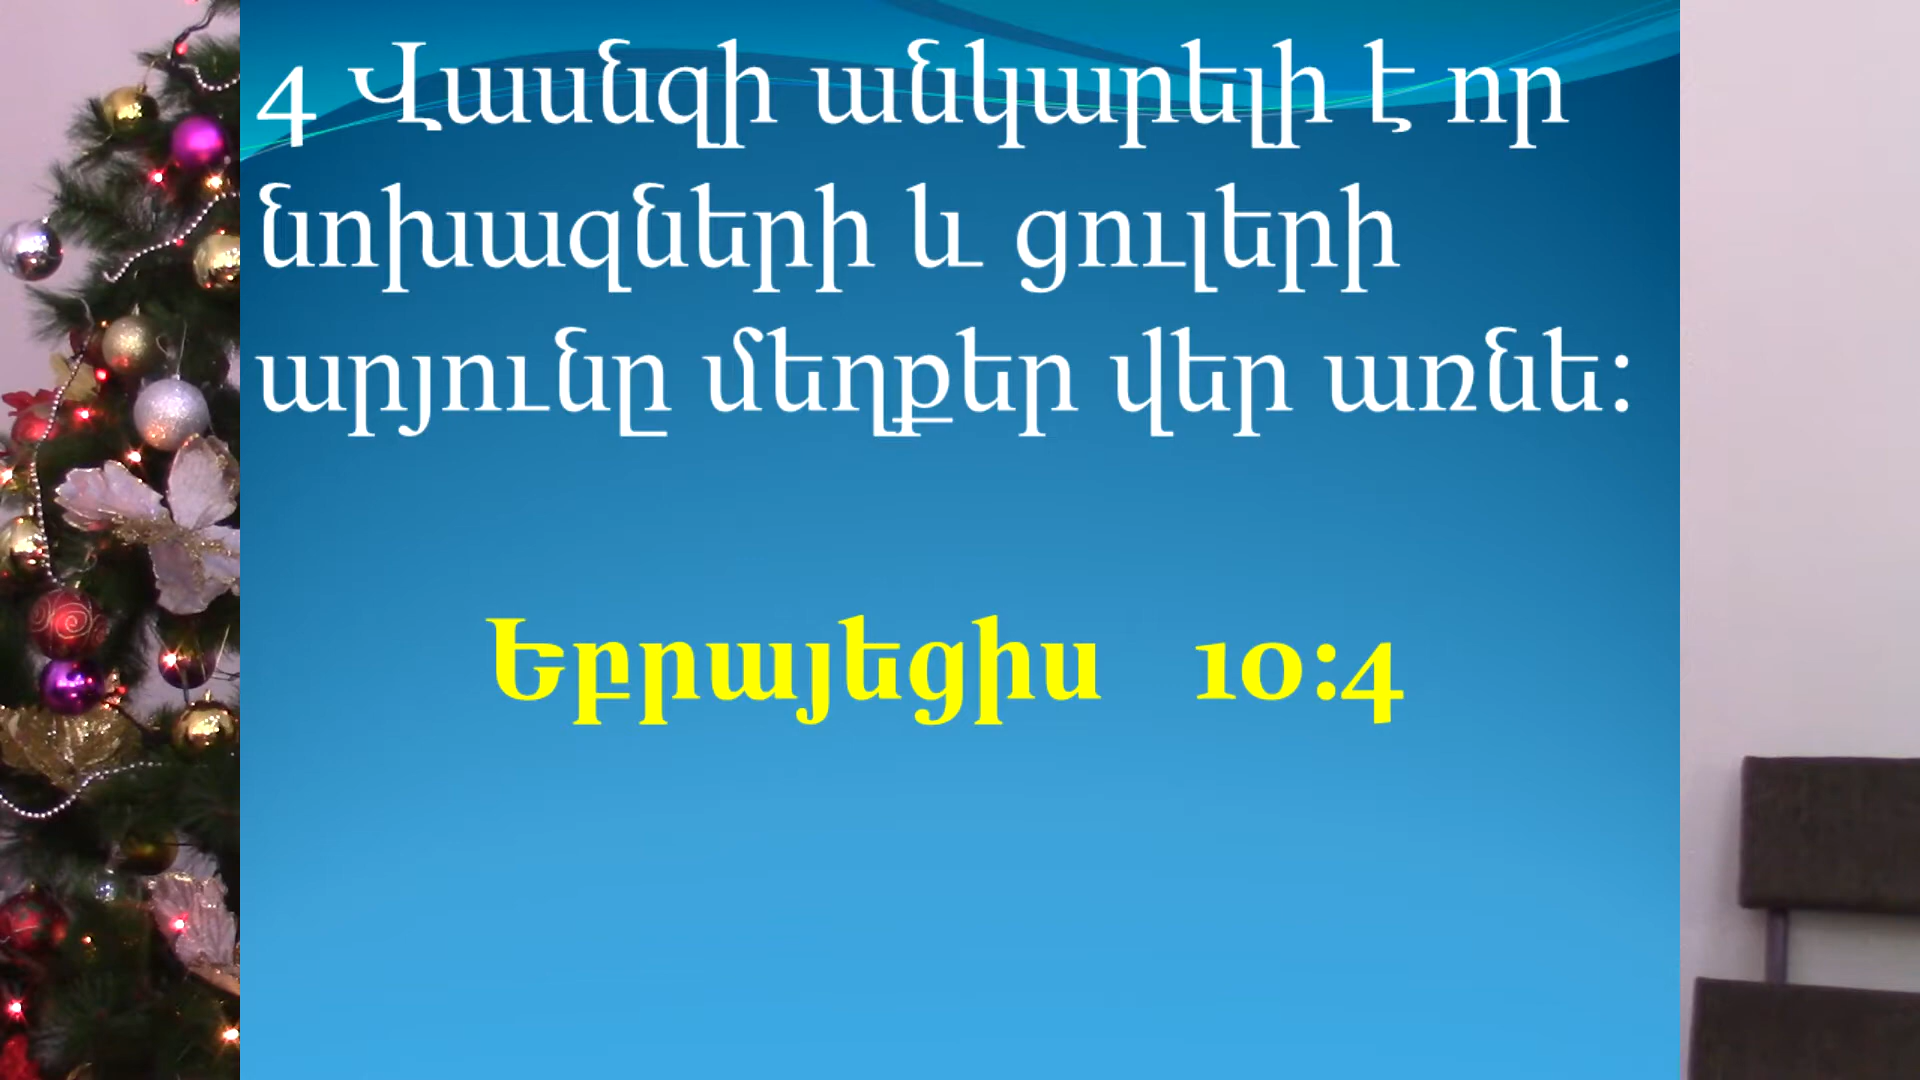 4 Վասնզի անկարելի է որ
նոխազների և ցուլերի
արյունը մեղքեր վեր առնե:
Եբրայեցիս 10:4